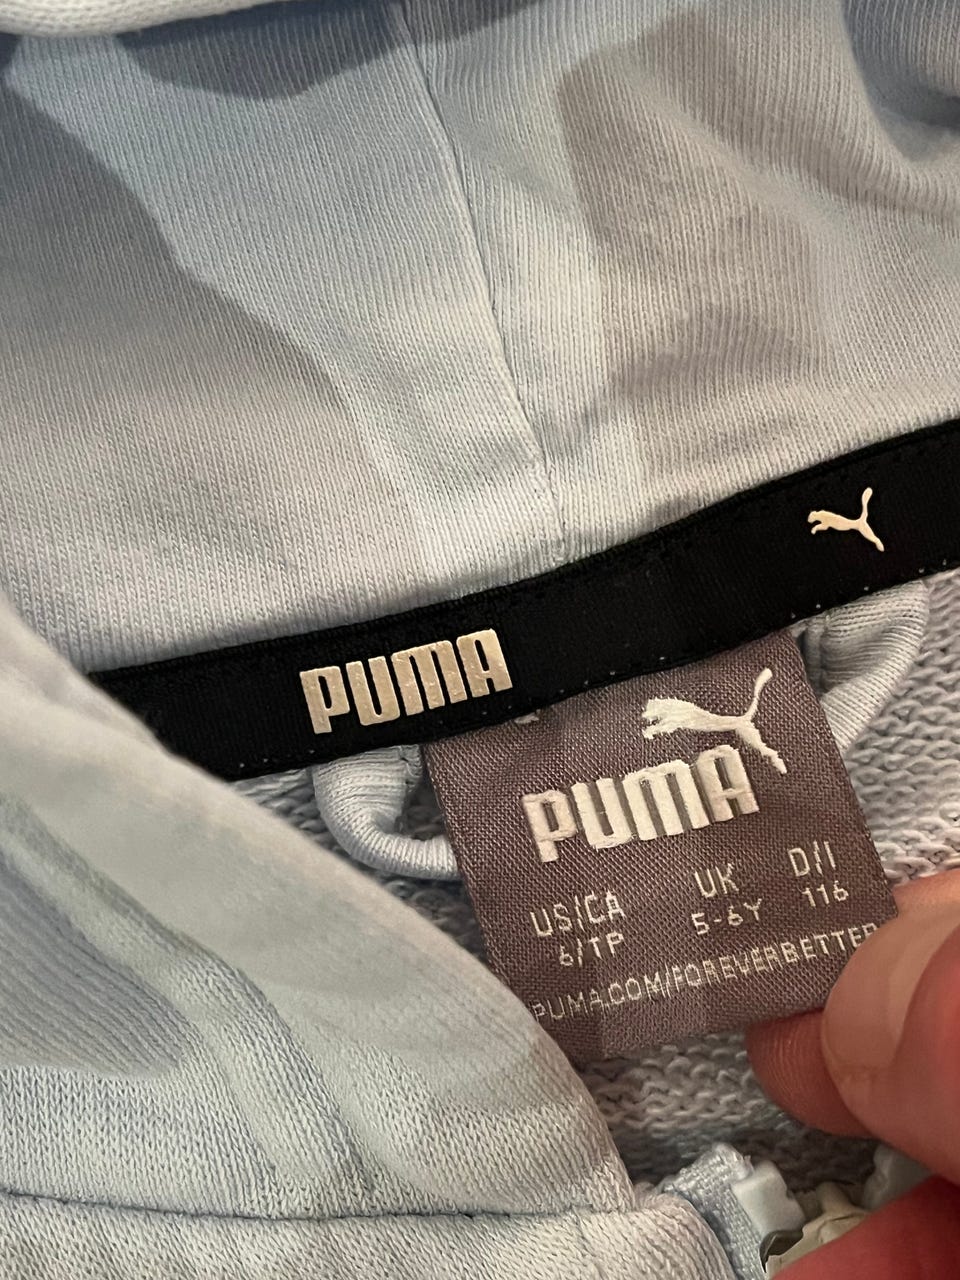 PUMA
PUMA
US/CA UK D/I
6/TP 5-6Y 116
PUMA.COM/FOREVERBETTER